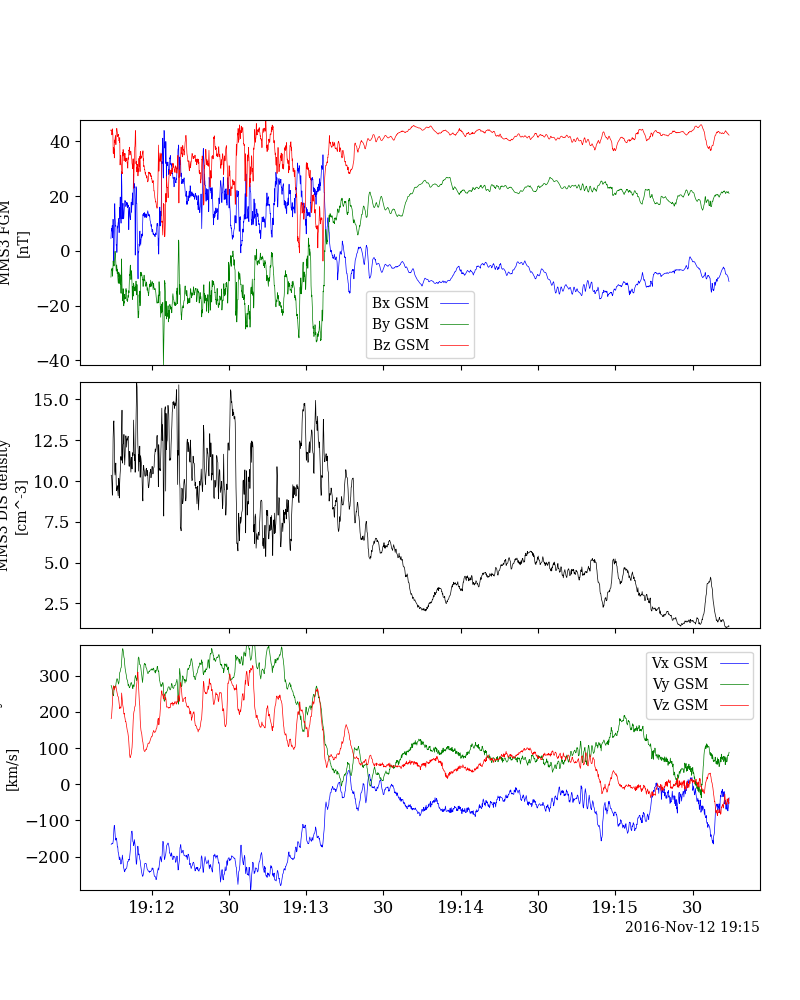 40
20
0
−20
−40
MMS3 FGM
[nT]
Bx GSM
By GSM
Bz GSM
15.0
12.5
10.0
7.5
5.0
2.5
MMS3 DIS density
[cm^-3]
300
200
100
0
−100
−200
[km/s]
Vx GSM
Vy GSM
Vz GSM
19:12
30
19:13
30
19:14
30
19:15
30
2016-Nov-12 19:15